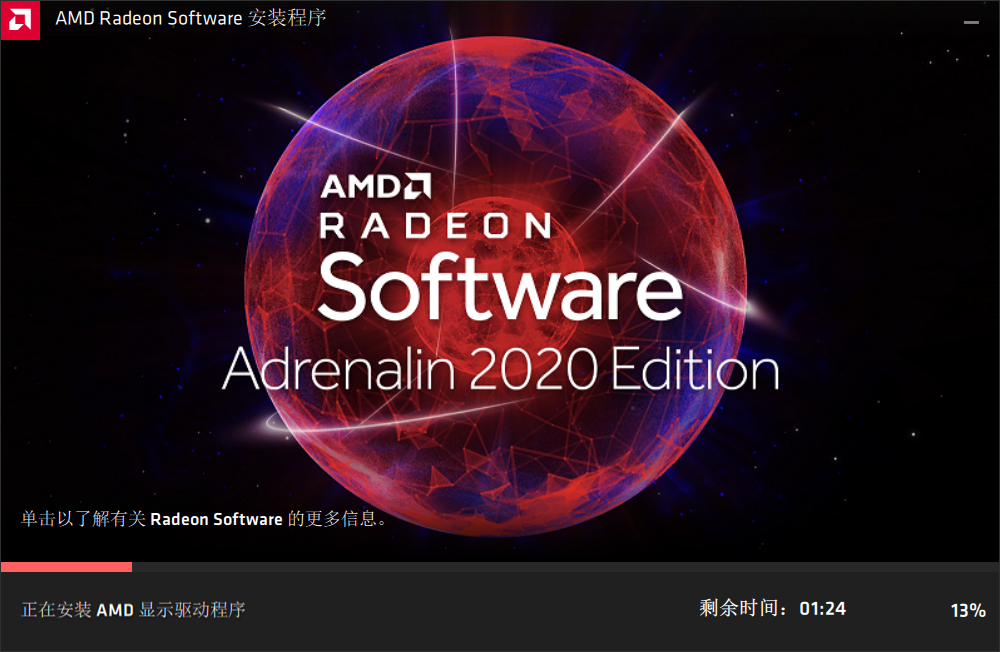 AMD Radeon Software 安装程序
AMD
RADEON
Software
Adrenalin 2020 Edition
单击以了解有关 Radeon Software 的更多信息。
正在安装 AMD 显示驱动程序
剩余时间：01:24
13%